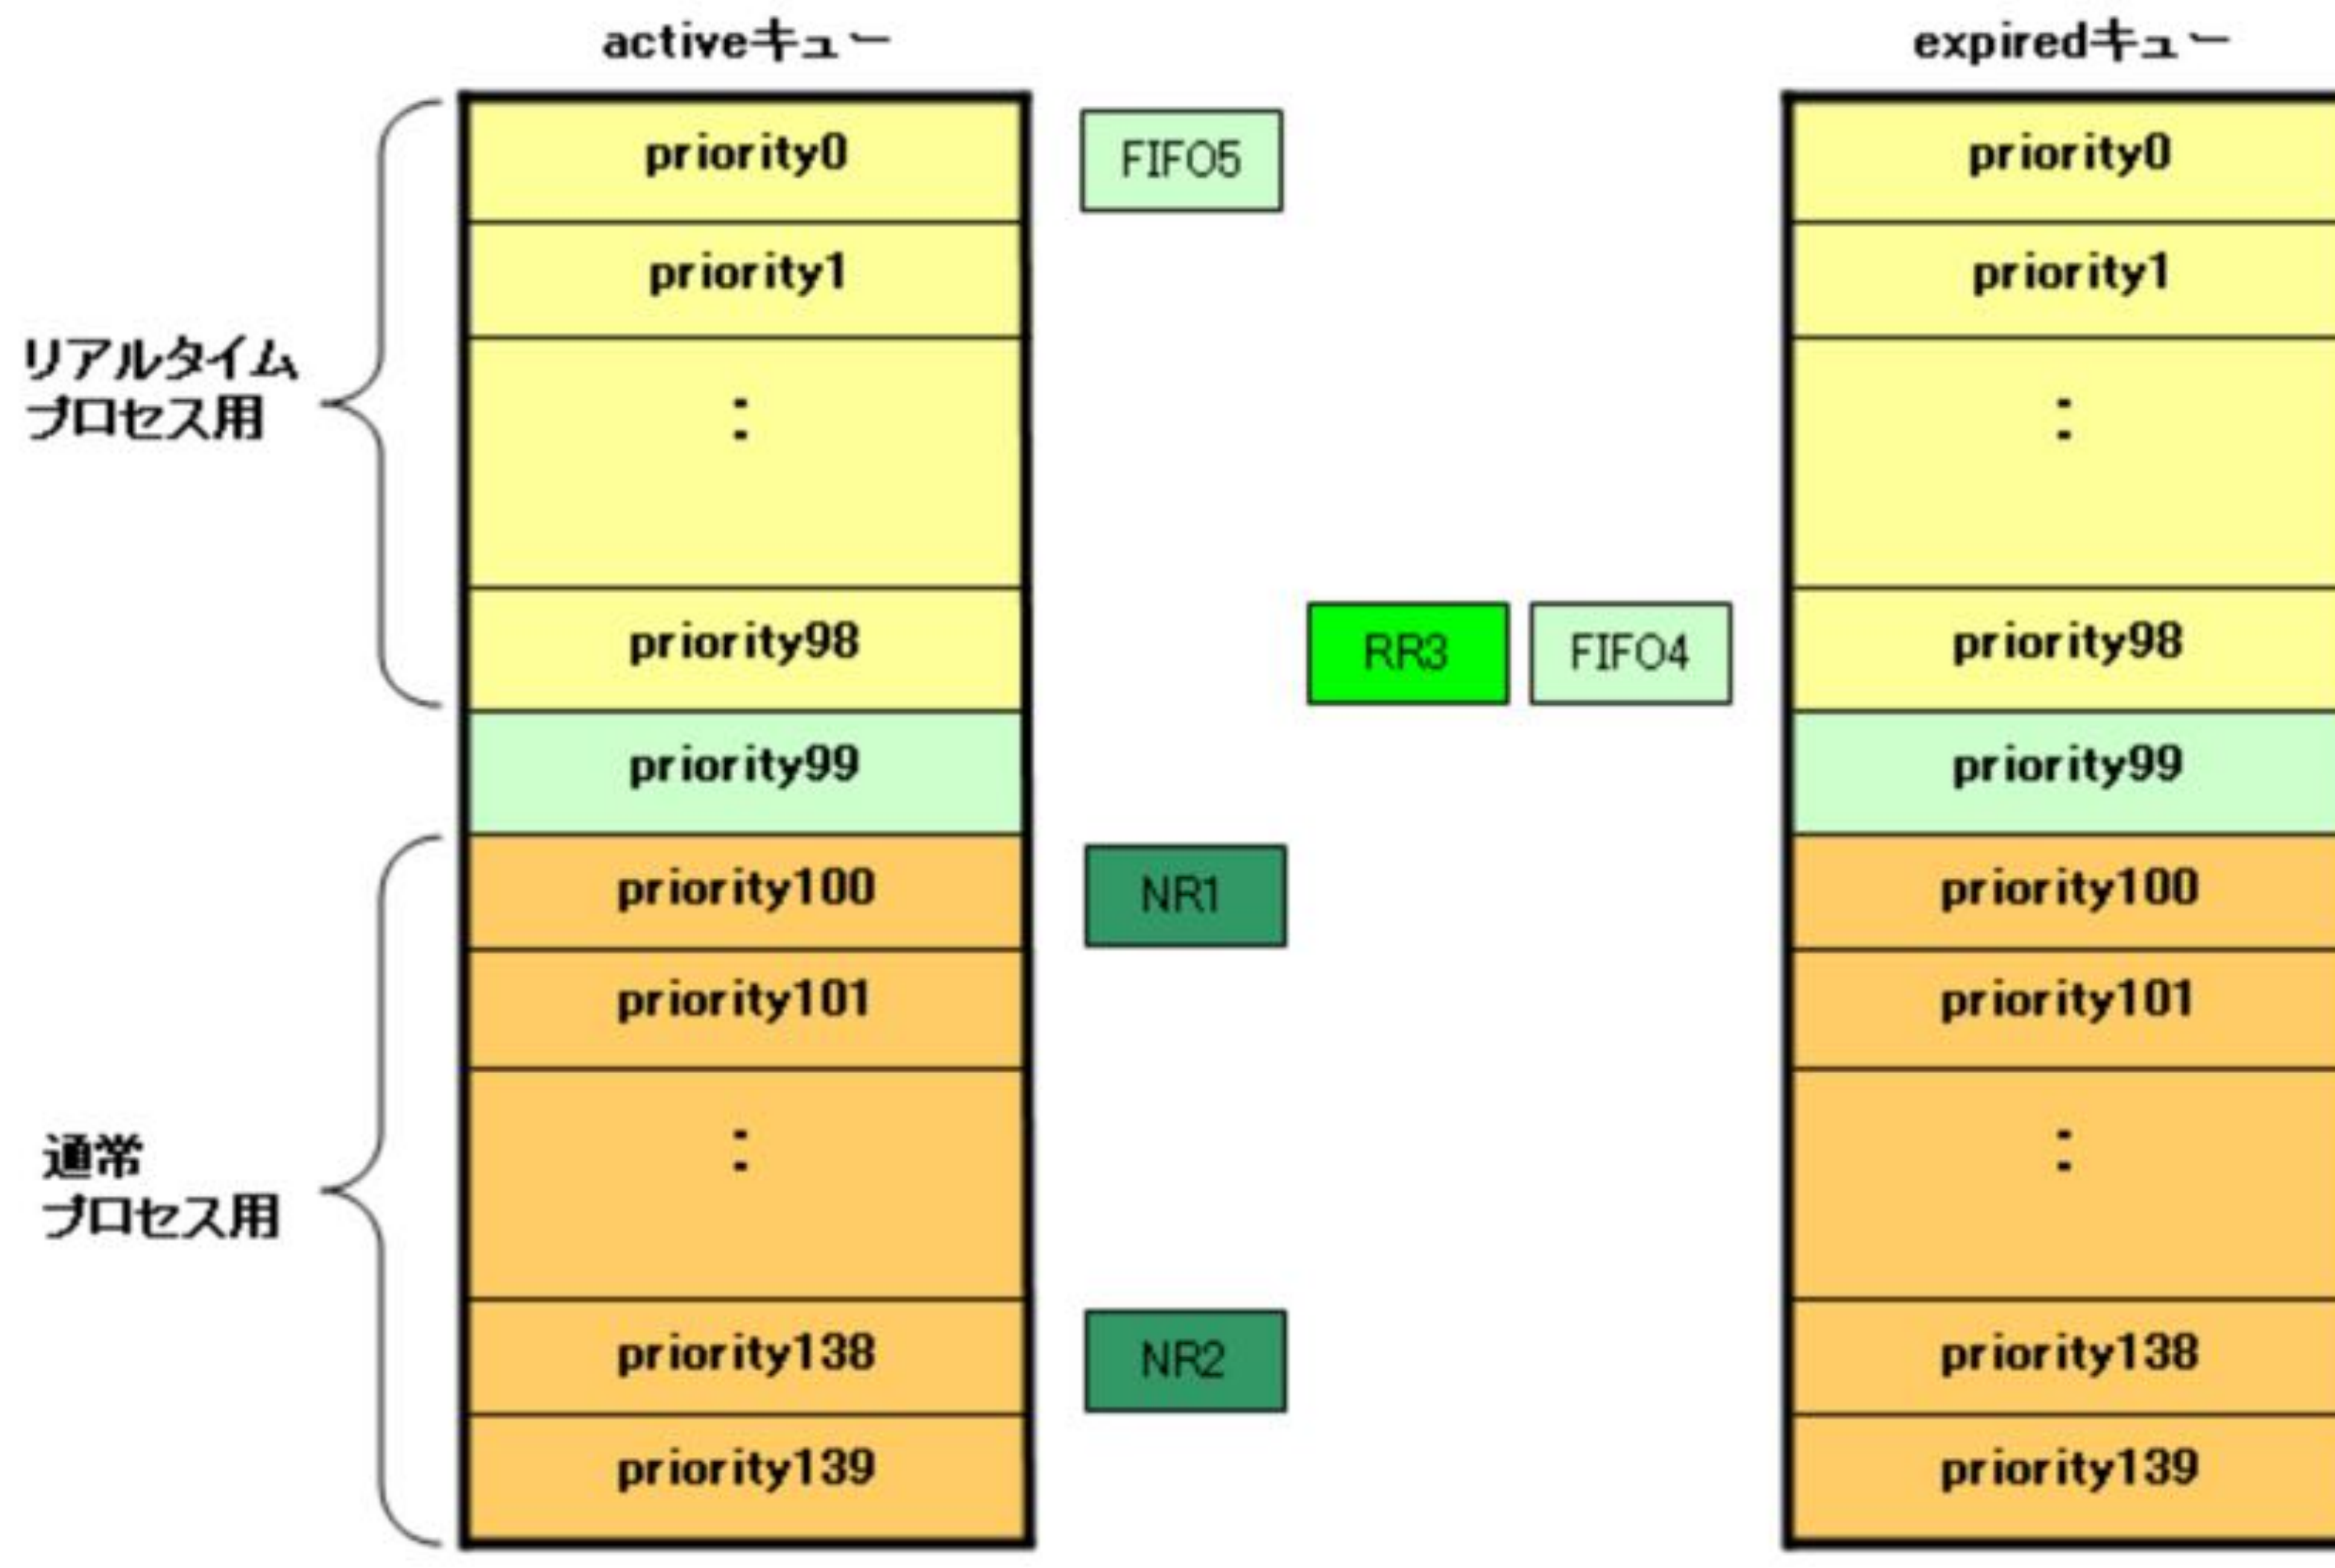 activeキュー
expiredキュー
priority0
FIFO5
priority0
priority1
priority1
リアルタイム
プロセス用
:
:
priority98
RR3
FIFO4
priority98
priority99
priority99
priority100
NR1
priority100
priority101
priority101
通常
プロセス用
:
:
priority138
NR2
priority138
priority139
priority139